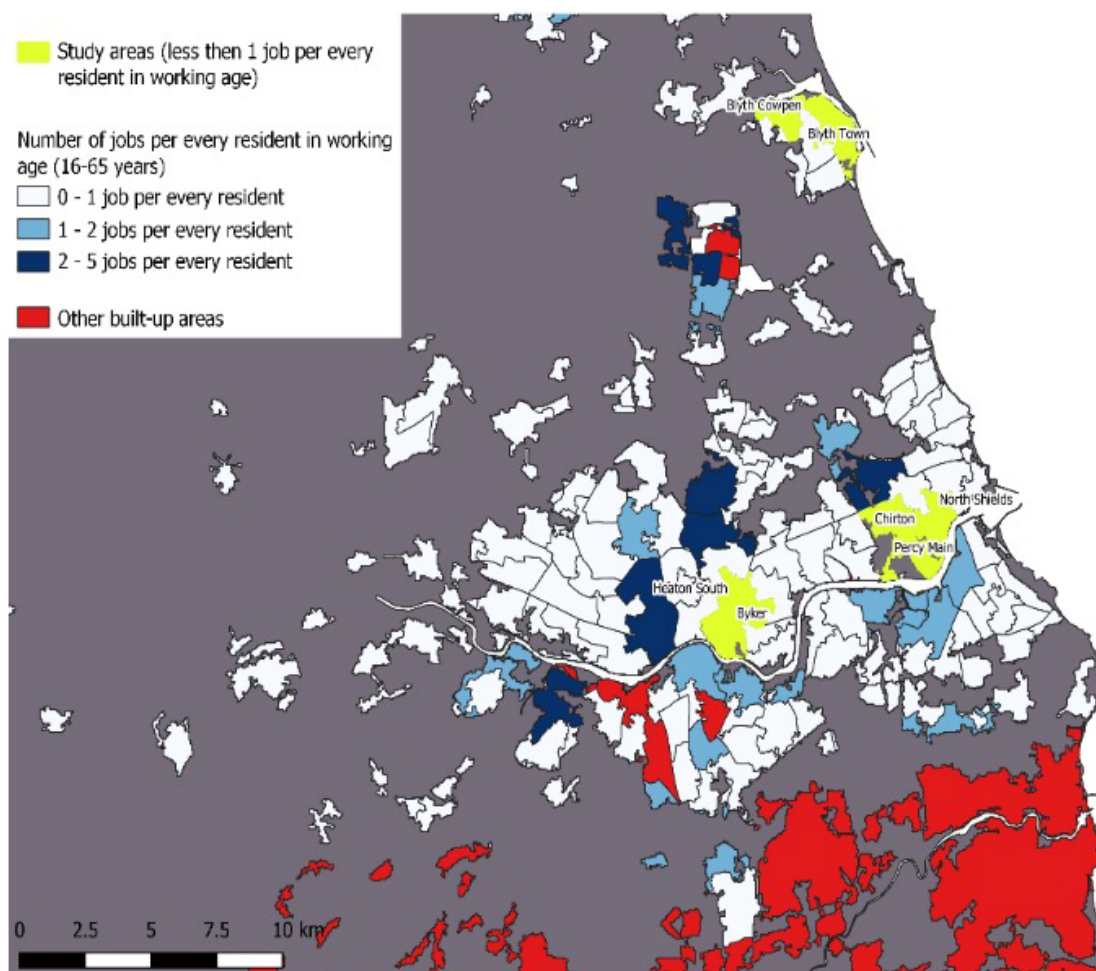 Study areas (less then 1 job per every
resident in working age)
Number of jobs per every resident in working
age (16-65 years)
0 - 1 job per every resident
1 - 2 jobs per every resident
2 - 5 jobs per every resident
Other built-up areas
Blyth Cowpen
Blyth Town
North Shields
Chirton
Percy Main
Heaton South
Byker
0 2.5 5 7.5 10 km